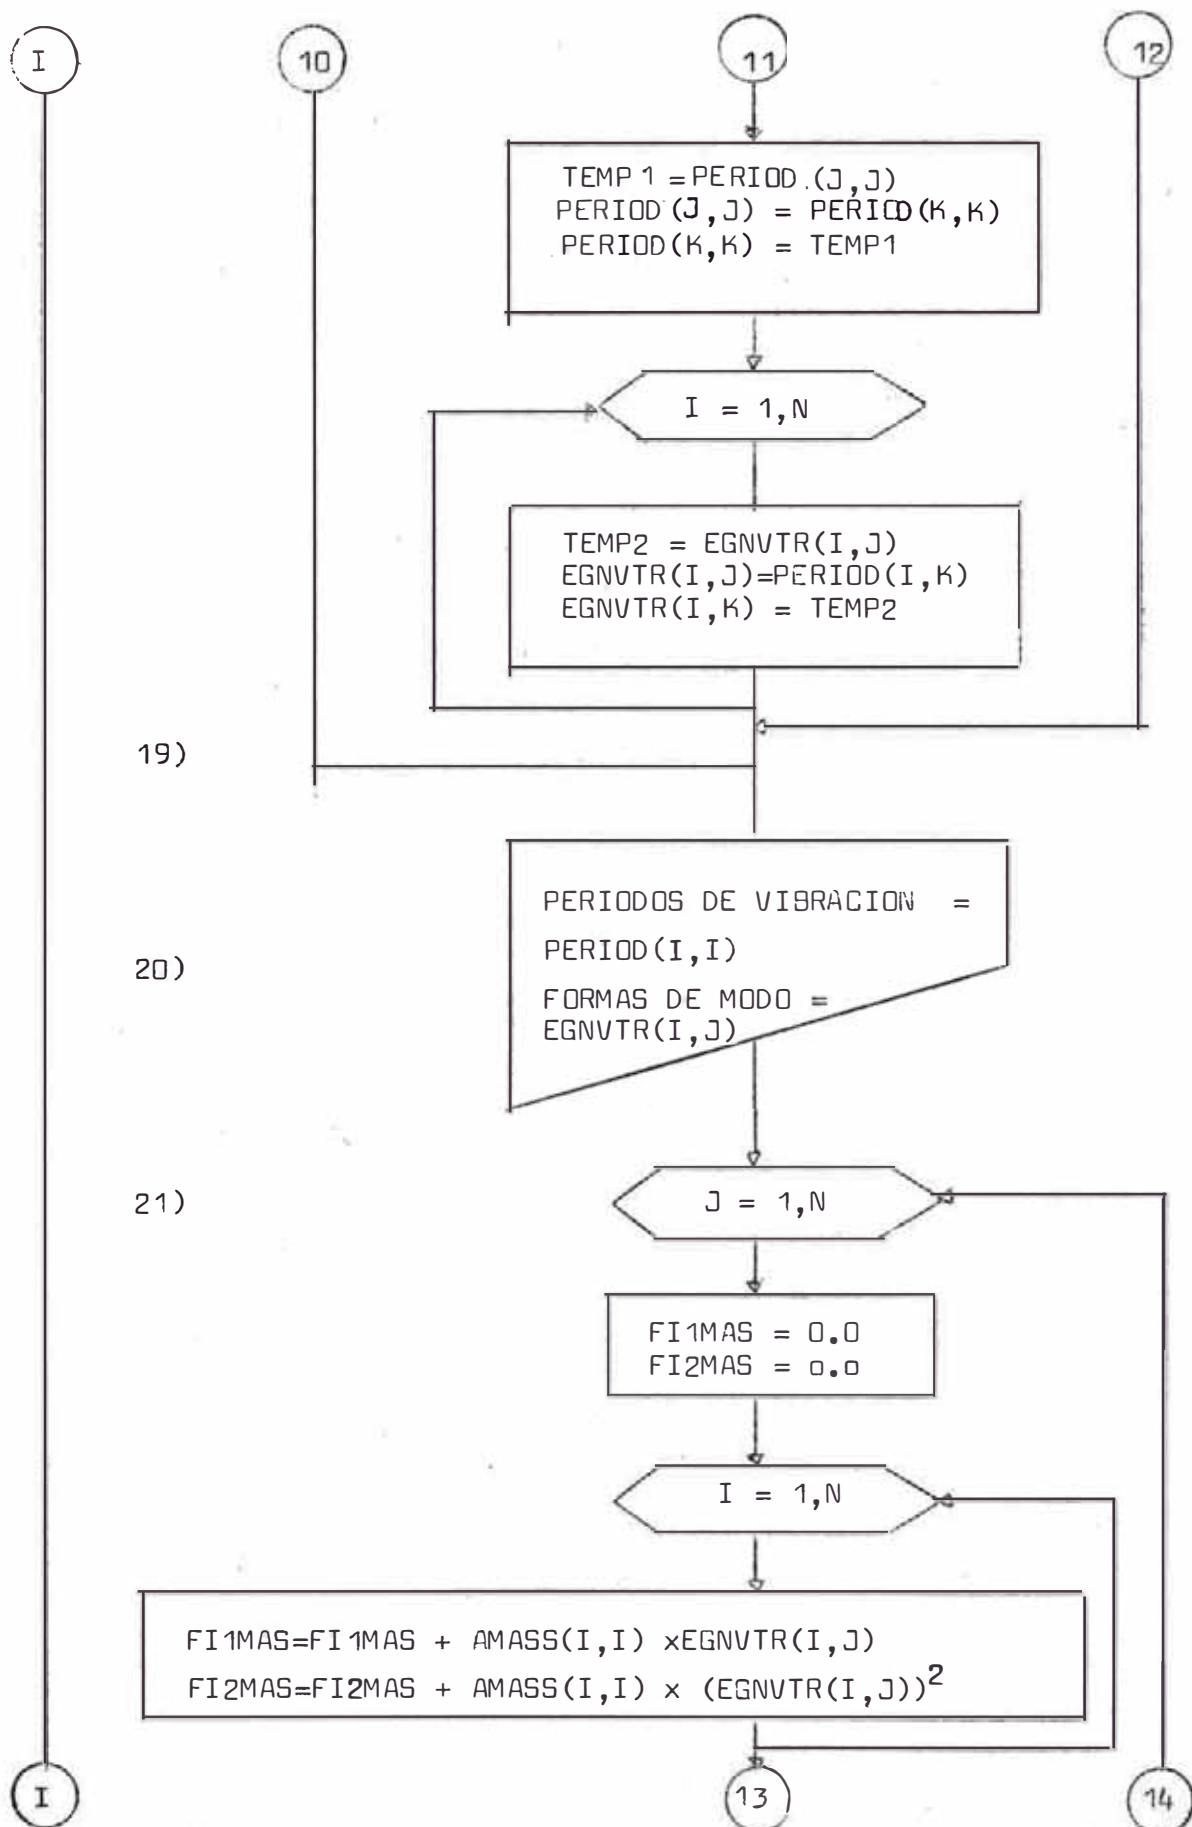 I 10 11 12
TEMP1 = PERIOD.(J,J)
PERIOD(J,J) = PERIOD(K,K)
PERIOD(K,K) = TEMP1
I = 1,N
TEMP2 = EGNVTR(I,J)
EGNVTR(I,J)=PERIOD(I,K)
EGNVTR(I,K) = TEMP2
19)
PERIODOS DE VIBRACION =
PERIOD(I,I)
20)
FORMAS DE MODO =
EGNVTR(I,J)
21)
J = 1,N
FI1MAS = 0.0
FI2MAS = 0.0
I = 1,N
FI1MAS=FI1MAS + AMASS(I,I) xEGNVTR(I,J)
FI2MAS=FI2MAS + AMASS(I,I) x (EGNVTR(I,J))²
I 13 14